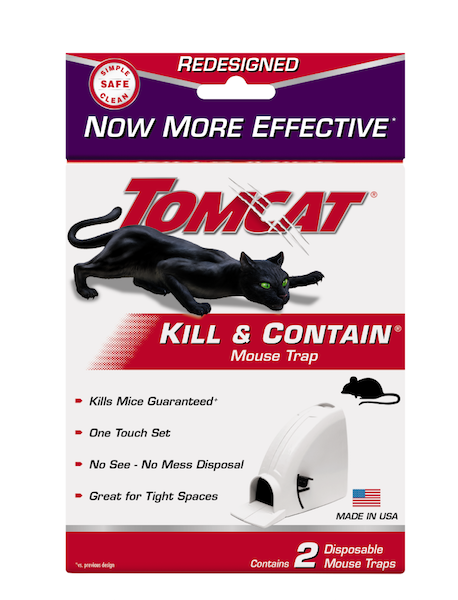 REDESIGNED
SIMPLE
SAFE
CLEAN
NOW MORE EFFECTIVE*
TOMCAT®
KILL & CONTAIN®
Mouse Trap
Kills Mice Guaranteed*
One Touch Set
No See - No Mess Disposal
Great for Tight Spaces
MADE IN USA
*vs. previous design
Contains 2 Disposable
Mouse Traps